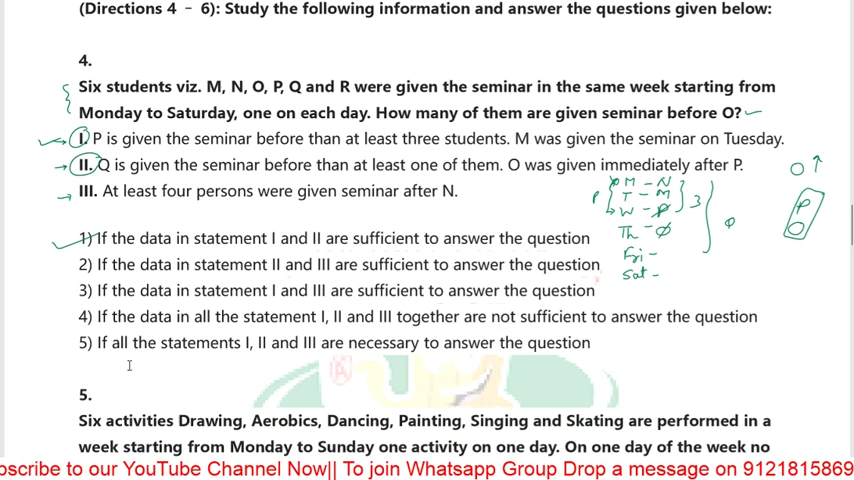 (Directions 4 – 6): Study the following information and answer the questions given below:
4.
Six students viz. M, N, O, P, Q and R were given the seminar in the same week starting from
Monday to Saturday, one on each day. How many of them are given seminar before O?
I. P is given the seminar before than at least three students. M was given the seminar on Tuesday.
II. Q is given the seminar before than at least one of them. O was given immediately after P.
III. At least four persons were given seminar after N.
O ↑
P
O
M – N
T – M
W – P
Th – O
Fri –
Sat –
P
3
1) If the data in statement I and II are sufficient to answer the question
2) If the data in statement II and III are sufficient to answer the question
3) If the data in statement I and III are sufficient to answer the question
4) If the data in all the statement I, II and III together are not sufficient to answer the question
5) If all the statements I, II and III are necessary to answer the question
5.
Six activities Drawing, Aerobics, Dancing, Painting, Singing and Skating are performed in a
week starting from Monday to Sunday one activity on one day. On one day of the week no
bscribe to our YouTube Channel Now|| To join Whatsapp Group Drop a message on 9121815869